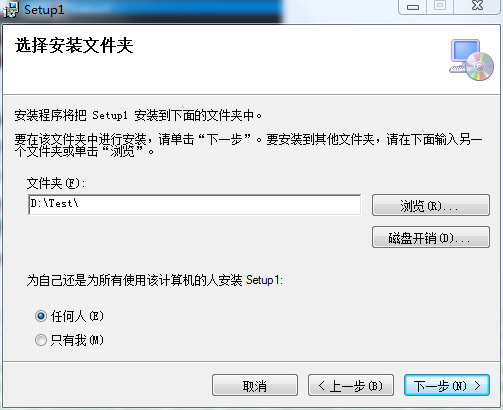 Setup1
选择安装文件夹
安装程序将把 Setup1 安装到下面的文件夹中。
要在该文件夹中进行安装，请单击“下一步”。要安装到其他文件夹，请在下面输入另一
个文件夹或单击“浏览”。
文件夹(F):
D:\Test\
浏览(R)...
磁盘开销(D)...
为自己还是为所有使用该计算机的人安装 Setup1:
任何人(E)
只有我(M)
取消
< 上一步(B)
下一步(N) >